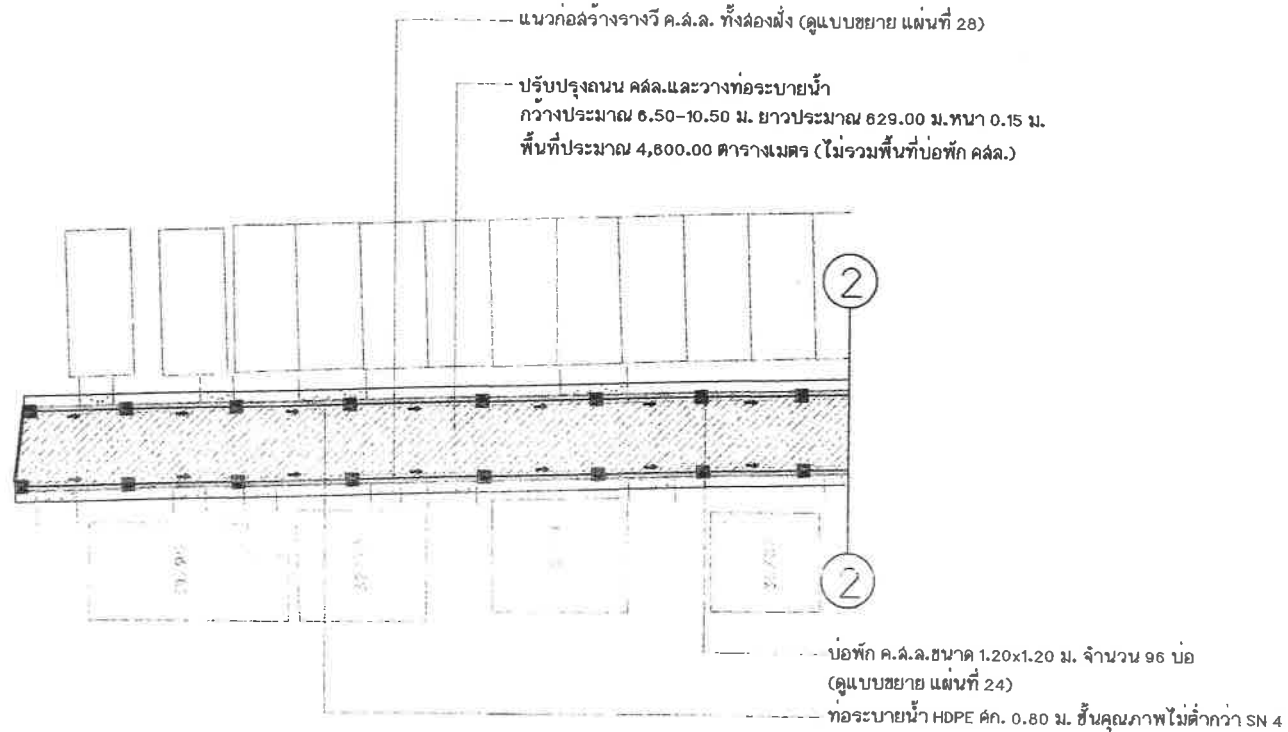 แนวก่อสร้างรางวี ค.ส.ล. ทั้งสองฝั่ง (ดูแบบขยาย แผ่นที่ 28)
ปรับปรุงถนน คสล.และวางท่อระบายน้ำ
กว้างประมาณ 6.50-10.50 ม. ยาวประมาณ 629.00 ม.หนา 0.15 ม.
พื้นที่ประมาณ 4,800.00 ตารางเมตร (ไม่รวมพื้นที่บ่อพัก คสล.)
2
2
บ่อพัก ค.ส.ล.ขนาด 1.20x1.20 ม. จำนวน 96 บ่อ
(ดูแบบขยาย แผ่นที่ 24)
ท่อระบายน้ำ HDPE ศก. 0.80 ม. ชั้นคุณภาพไม่ต่ำกว่า SN 4